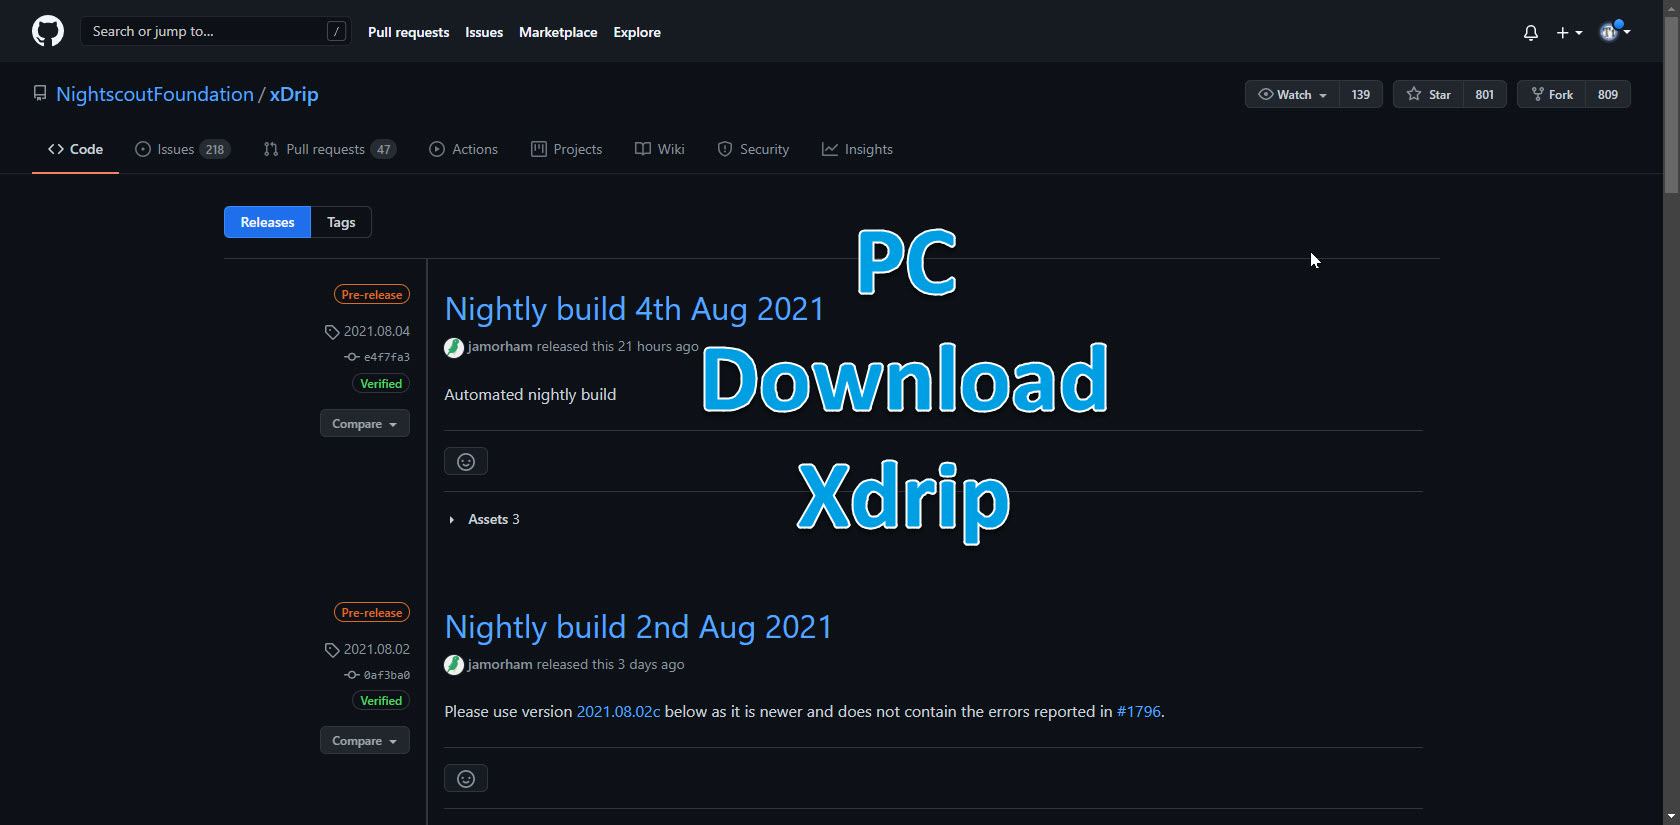 Search or jump to... /
Pull requests Issues Marketplace Explore
NightscoutFoundation / xDrip
Watch 139 Star 801 Fork 809
Code Issues 218 Pull requests 47 Actions Projects Wiki Security Insights
Releases Tags
PC
Pre-release
Nightly build 4th Aug 2021
2021.08.04
jamorham released this 21 hours ago
e4f7fa3
Download
Verified
Automated nightly build
Compare
Xdrip
Assets 3
Pre-release
Nightly build 2nd Aug 2021
2021.08.02
jamorham released this 3 days ago
0af3ba0
Verified
Please use version 2021.08.02c below as it is newer and does not contain the errors reported in #1796.
Compare